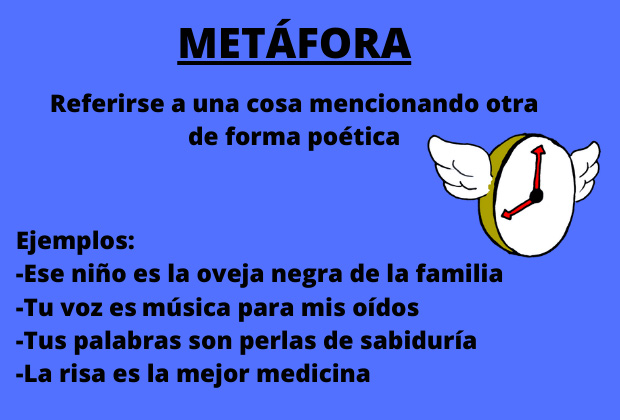 METÁFORA
Referirse a una cosa mencionando otra
de forma poética
Ejemplos:
-Ese niño es la oveja negra de la familia
-Tu voz es música para mis oídos
-Tus palabras son perlas de sabiduría
-La risa es la mejor medicina